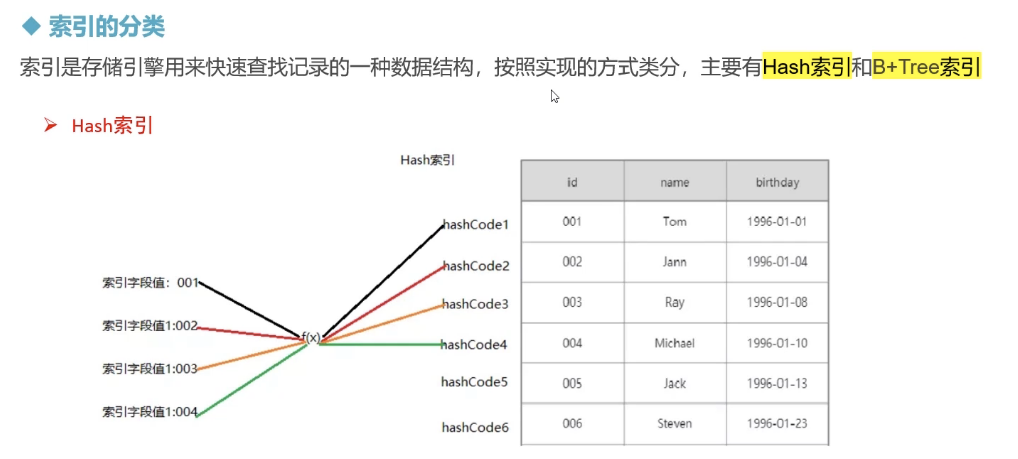 ◆ 索引的分类
索引是存储引擎用来快速查找记录的一种数据结构，按照实现的方式类分，主要有Hash索引和B+Tree索引
➢ Hash索引
Hash索引
id name birthday
hashCode1 001 Tom 1996-01-01
hashCode2 002 Jann 1996-01-04
索引字段值：001
hashCode3 003 Ray 1996-01-08
索引字段值1:002
f(x)
hashCode4 004 Michael 1996-01-10
索引字段值1:003
hashCode5 005 Jack 1996-01-13
索引字段值1:004
hashCode6 006 Steven 1996-01-23